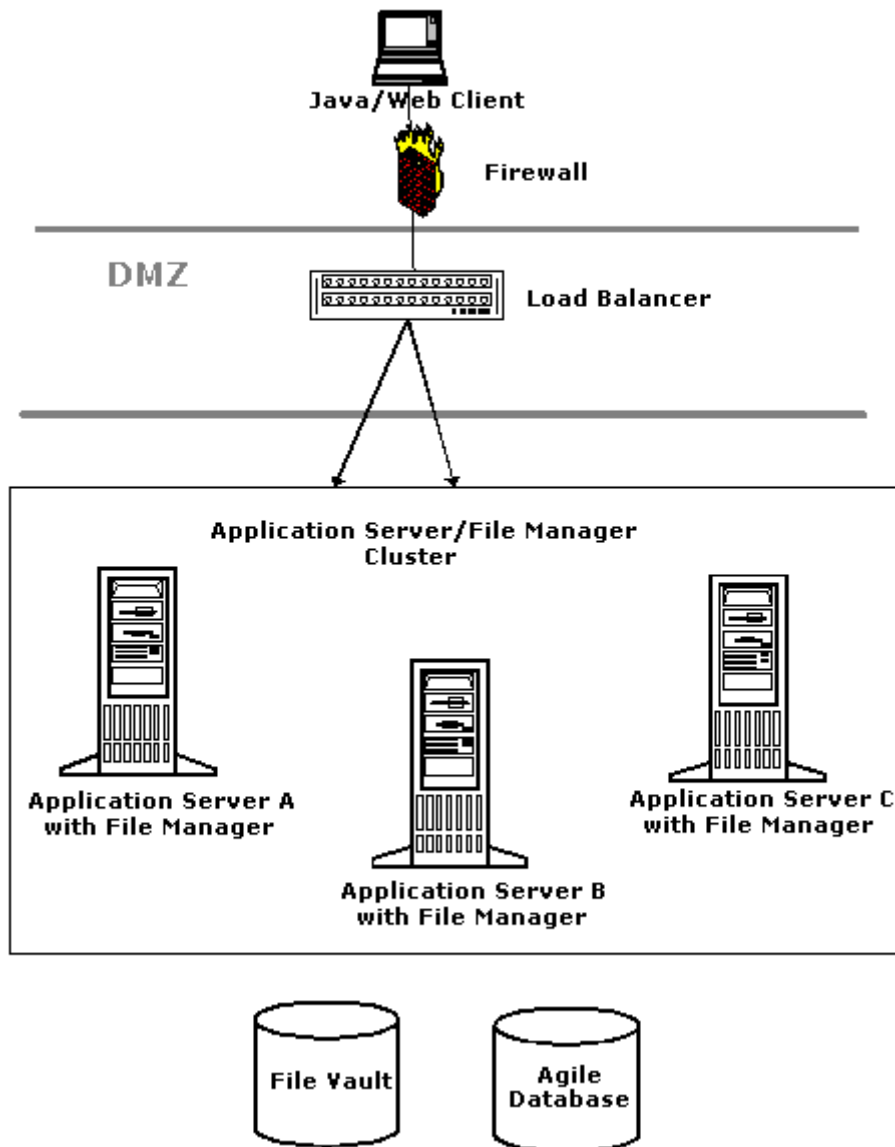 Java/Web Client
Firewall
DMZ
Load Balancer
Application Server/File Manager
Cluster
Application Server A
with File Manager
Application Server B
with File Manager
Application Server C
with File Manager
File Vault
Agile
Database